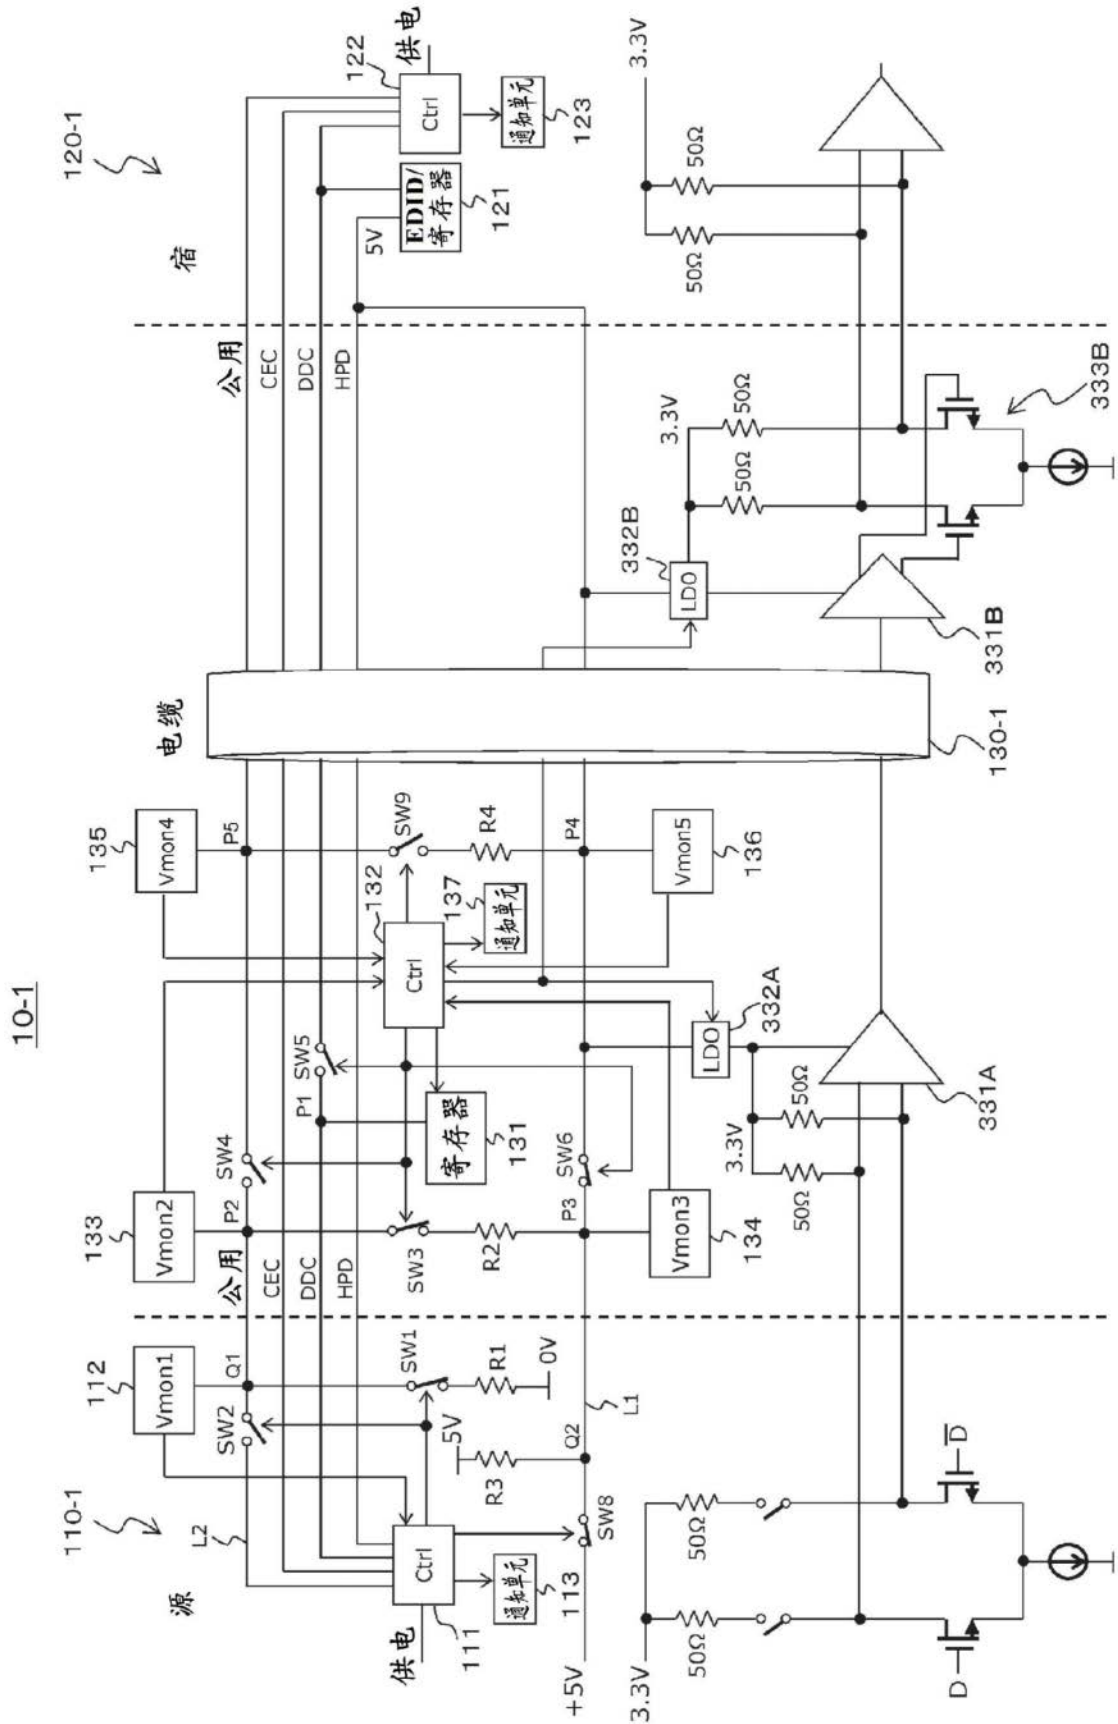 10-1
110-1
源
电缆
宿
120-1
112
Vmon1
133
Vmon2
135
Vmon4
L2
SW2
Q1
公用
P2
SW4
P5
公用
CEC
CEC
DDC
P1
SW5
DDC
HPD
HPD
供电
111
Ctrl
SW1
R1
0V
5V
R3
通知单元
113
SW3
R2
寄存器
131
Ctrl
132
137
通知单元
SW9
R4
5V
EDID/
寄存器
121
Ctrl
122
供电
通知单元
123
+5V
SW8
Q2
L1
P3
SW6
P4
Vmon3
134
Vmon5
136
LDO
332A
LDO
332B
3.3V
50Ω
50Ω
3.3V
50Ω
50Ω
3.3V
50Ω
50Ω
3.3V
50Ω
50Ω
331A
130-1
331B
333B
D
D̅